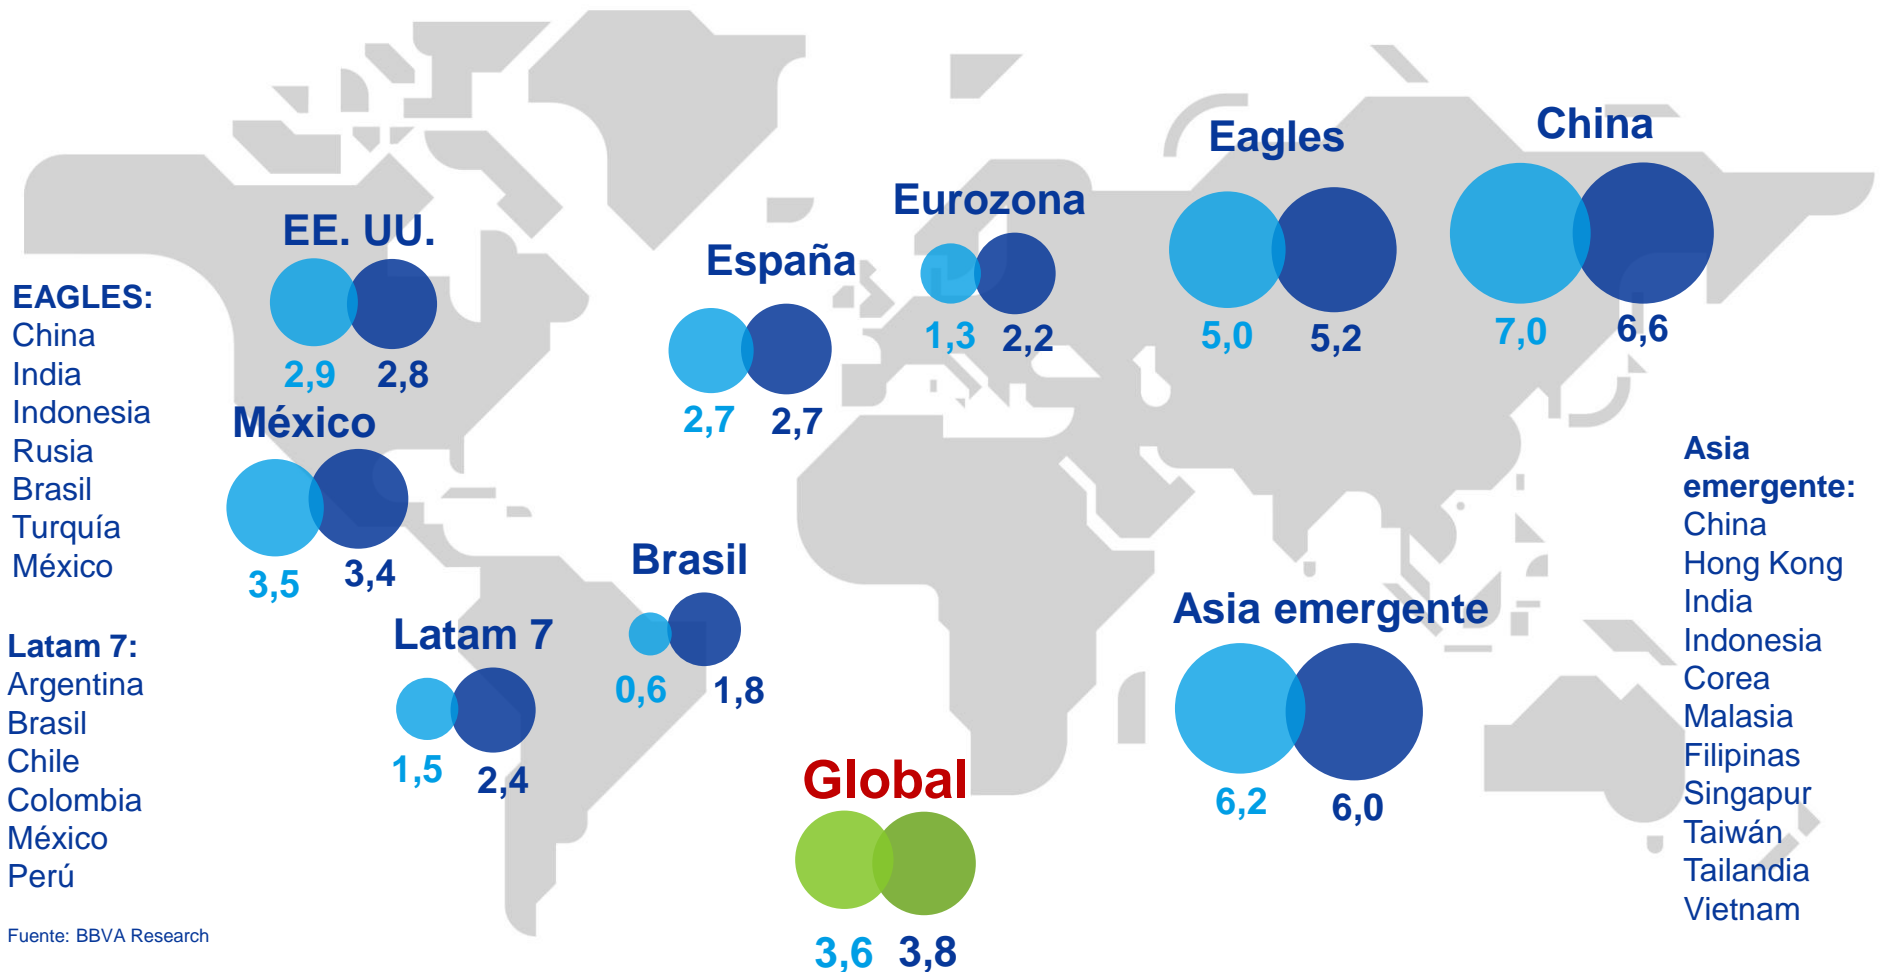 China
Eagles
Eurozona
EE. UU.
España
7,0 6,6
5,0 5,2
1,3 2,2
2,9 2,8
2,7 2,7
EAGLES:
China
India
Indonesia
Rusia
Brasil
Turquía
México
México
3,5 3,4
Brasil
0,6 1,8
Latam 7
1,5 2,4
Latam 7:
Argentina
Brasil
Chile
Colombia
México
Perú
Asia emergente
6,2 6,0
Global
3,6 3,8
Asia
emergente:
China
Hong Kong
India
Indonesia
Corea
Malasia
Filipinas
Singapur
Taiwán
Tailandia
Vietnam
Fuente: BBVA Research